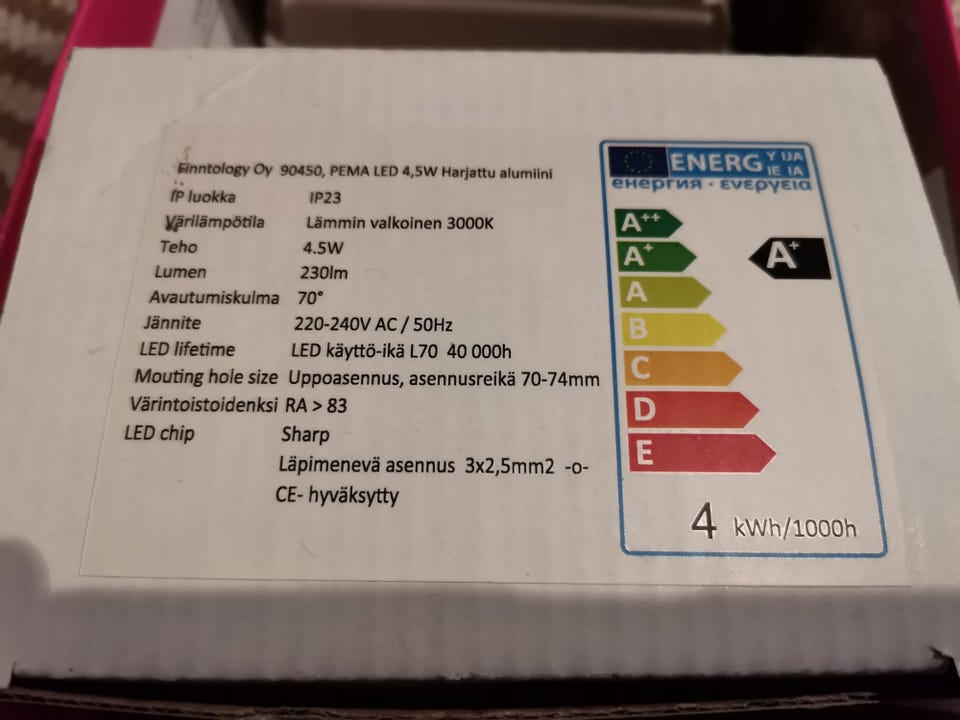 Finntology Oy 90450, PEMA LED 4,5W Harjattu alumiini
IP luokka IP23
Värilämpötila Lämmin valkoinen 3000K
Teho 4.5W
Lumen 230lm
Avautumiskulma 70°
Jännite 220-240V AC / 50Hz
LED lifetime LED käyttö-ikä L70 40 000h
Mouting hole size Uppoasennus, asennusreikä 70-74mm
Värintoistoidenksi RA > 83
LED chip Sharp
Läpimenevä asennus 3x2,5mm2 -o-
CE- hyväksytty
ENERG Y IJA
IE IA
енергия · ενεργεια
A++
A+
A+
A
B
C
D
E
4 kWh/1000h